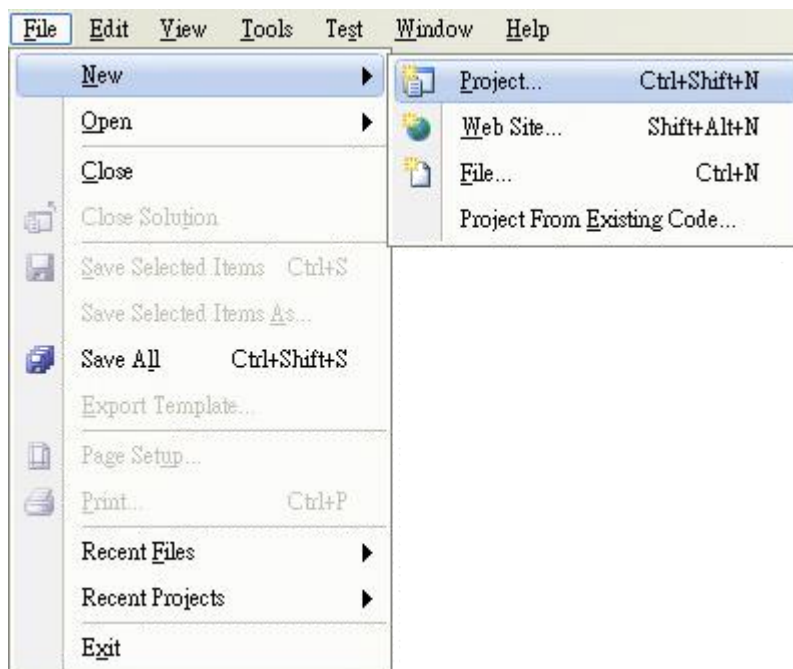 File Edit View Tools Test Window Help
New
Open
Close
Close Solution
Save Selected Items Ctrl+S
Save Selected Items As...
Save All Ctrl+Shift+S
Export Template...
Page Setup...
Print... Ctrl+P
Recent Files
Recent Projects
Exit
Project... Ctrl+Shift+N
Web Site... Shift+Alt+N
File... Ctrl+N
Project From Existing Code...